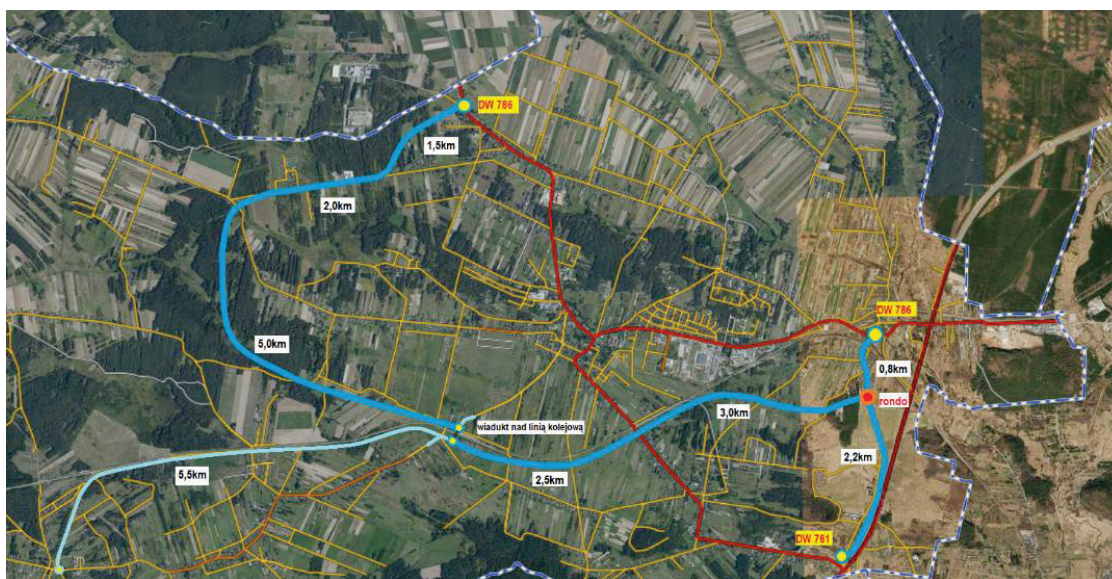 DW 786
1,5km
2,0km
DW 786
5,0km
0,8km
rondo
3,0km
wiadukt nad linią kolejową
5,5km
2,5km
2,2km
DW 761